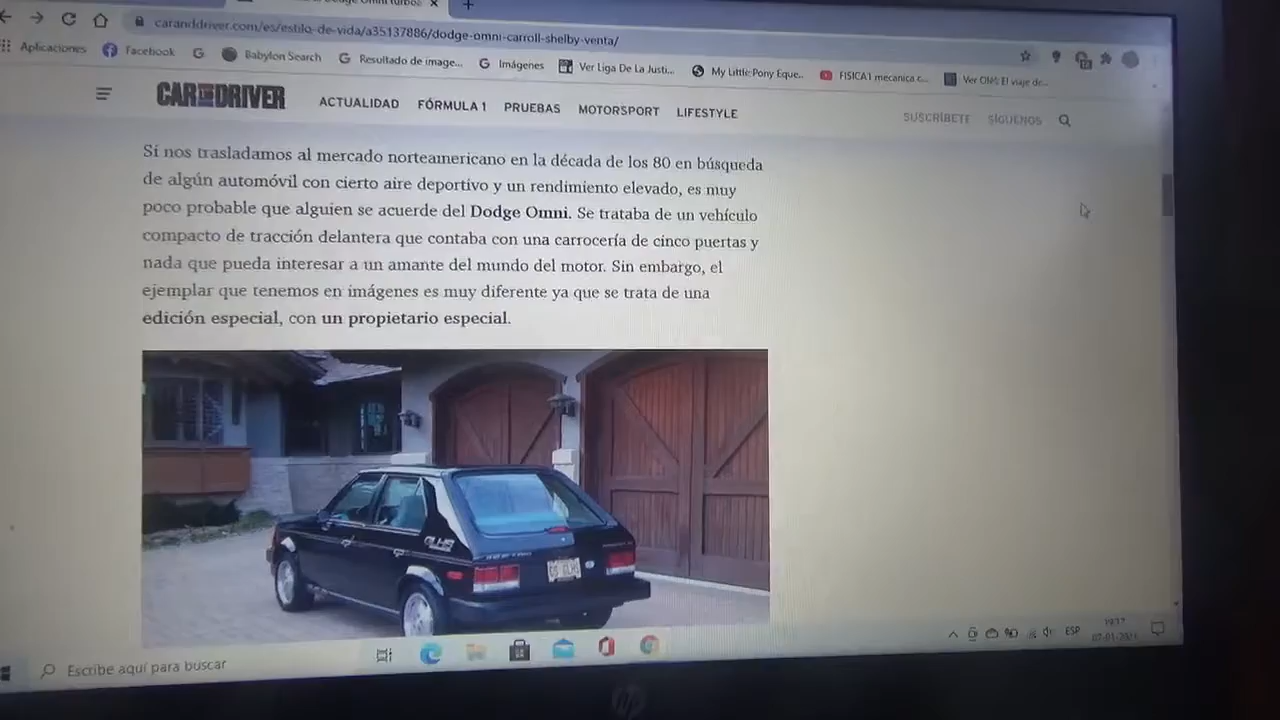 caranddriver.com/es/estilo-de-vida/a35137886/dodge-omni-carroll-shelby-venta/
Aplicaciones Facebook G Babylon Search Resultado de image... Imágenes Ver Liga De La Justi... My Little Pony Eque... FISICA1 mecanica c... Ver
CAR AND DRIVER ACTUALIDAD FÓRMULA 1 PRUEBAS MOTORSPORT LIFESTYLE SUSCRÍBETE SÍGUENOS
Si nos trasladamos al mercado norteamericano en la década de los 80 en búsqueda
de algún automóvil con cierto aire deportivo y un rendimiento elevado, es muy
poco probable que alguien se acuerde del Dodge Omni. Se trataba de un vehículo
compacto de tracción delantera que contaba con una carrocería de cinco puertas y
nada que pueda interesar a un amante del mundo del motor. Sin embargo, el
ejemplar que tenemos en imágenes es muy diferente ya que se trata de una
edición especial, con un propietario especial.
GLHS
Escribe aquí para buscar
ESP
19:17
hp